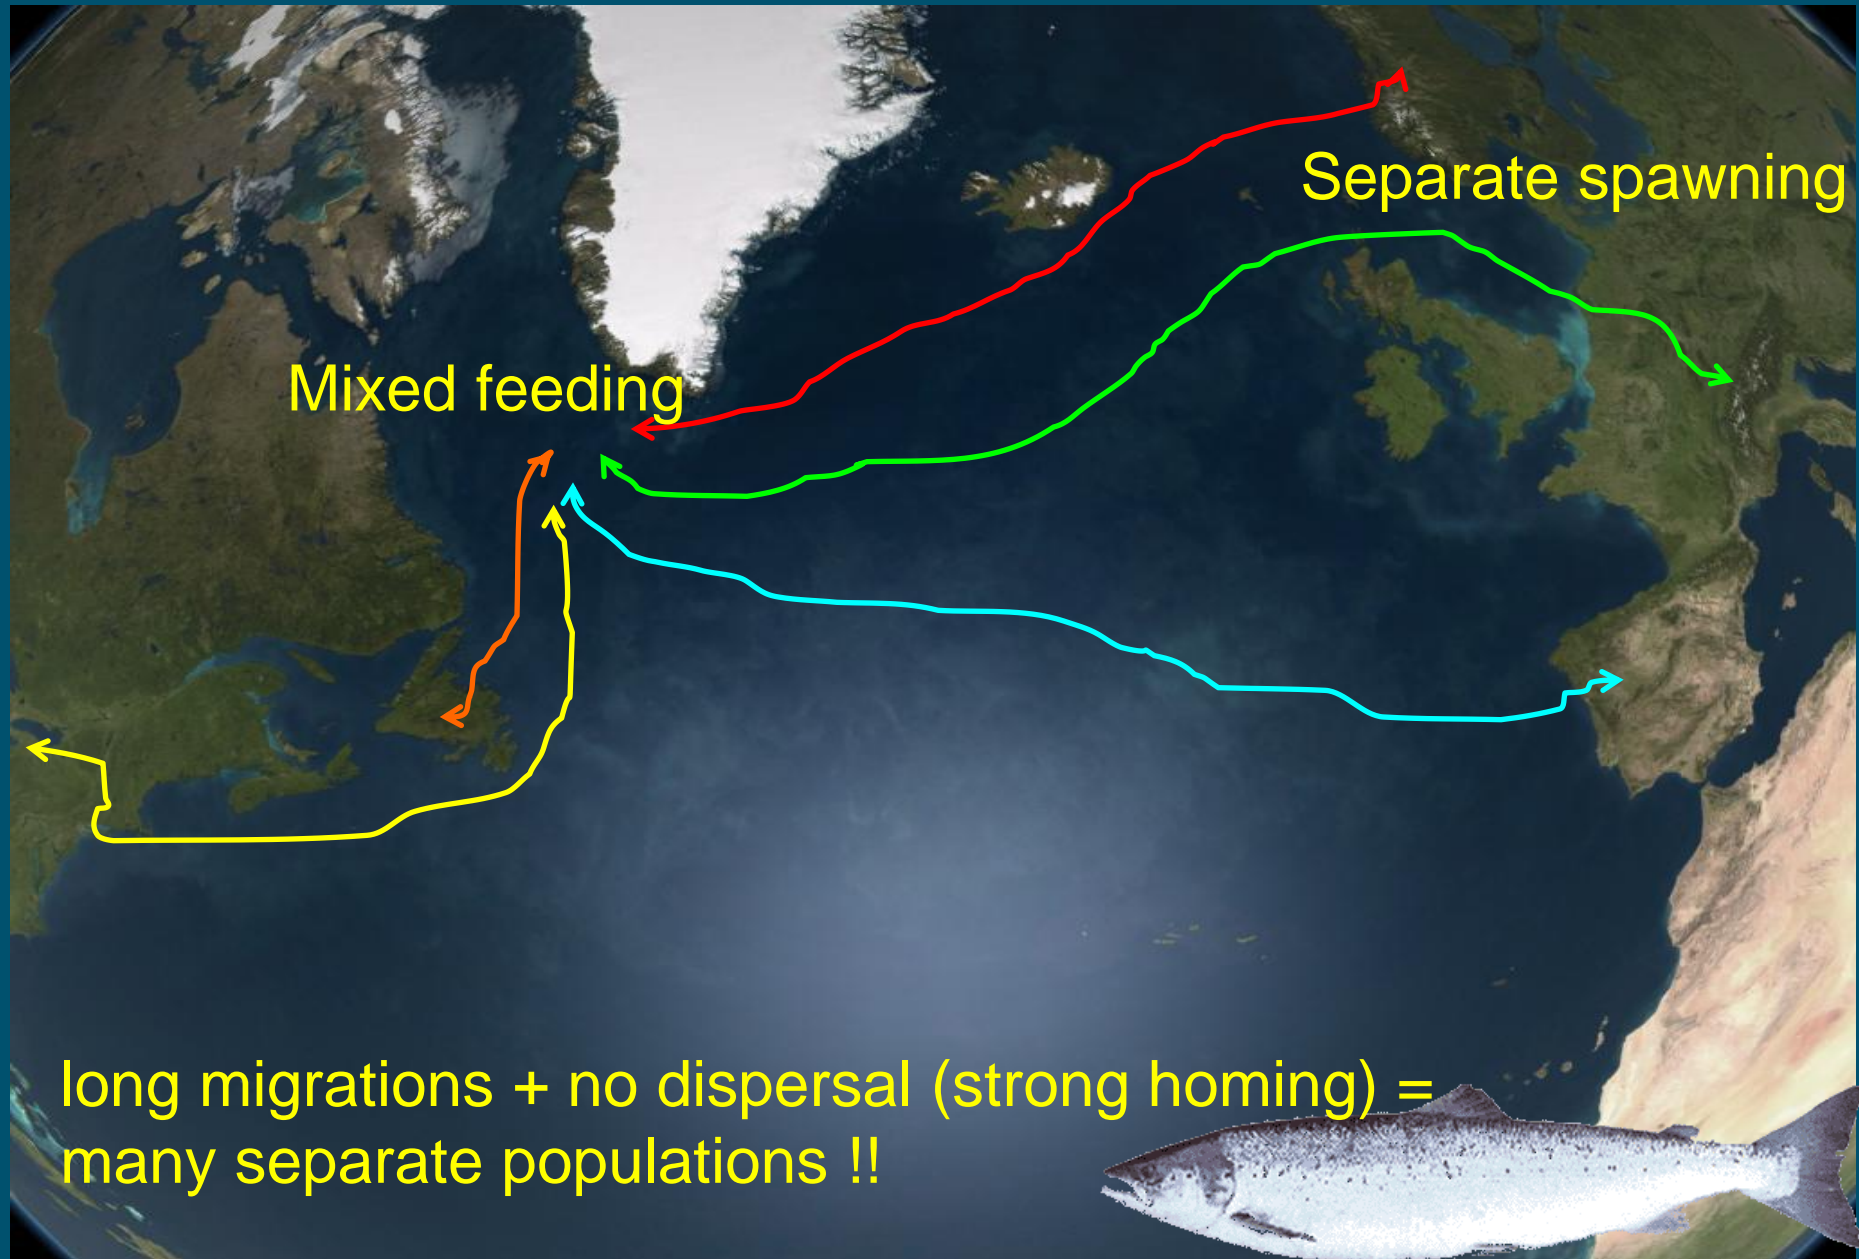 Separate spawning
Mixed feeding
long migrations + no dispersal (strong homing) =
many separate populations !!